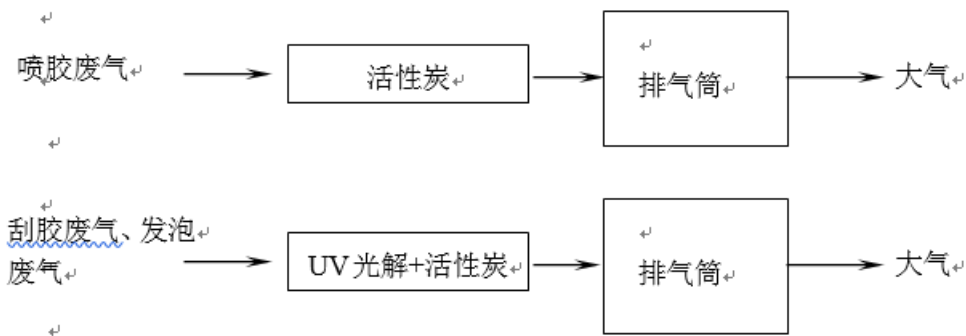 喷胶废气
活性炭
排气筒
大气
刮胶废气、发泡
废气
UV光解+活性炭
排气筒
大气